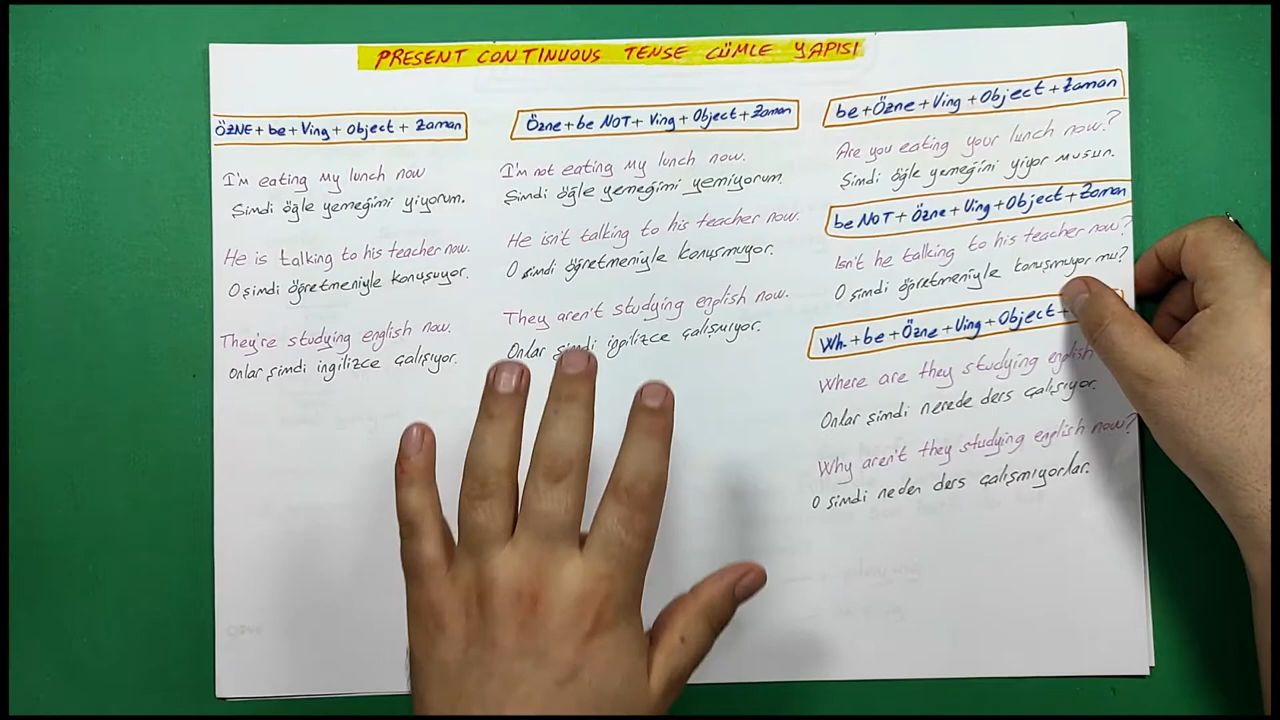 PRESENT CONTINUOUS TENSE CÜMLE YAPISI
ÖZNE + be + Ving + Object + Zaman
I'm eating my lunch now
Şimdi öğle yemeğimi yiyorum.
He is talking to his teacher now.
O şimdi öğretmeniyle konuşuyor.
They're studying english now.
Onlar şimdi ingilizce çalışıyor.
Özne + be NOT + Ving + Object + Zaman
I'm not eating my lunch now.
Şimdi öğle yemeğimi yemiyorum.
He isn't talking to his teacher now.
O şimdi öğretmeniyle konuşmuyor.
They aren't studying english now.
Onlar şimdi ingilizce çalışmıyor.
be + Özne + Ving + Object + Zaman
Are you eating your lunch now?
Şimdi öğle yemeğini yiyor musun.
be NOT + Özne + Ving + Object + Zaman
Isn't he talking to his teacher now?
O şimdi öğretmeniyle konuşmuyor mu?
Wh. + be + Özne + Ving + Object +
Where are they studying english
Onlar şimdi nerede ders çalışıyor.
Why aren't they studying english now?
O şimdi neden ders çalışmıyorlar.